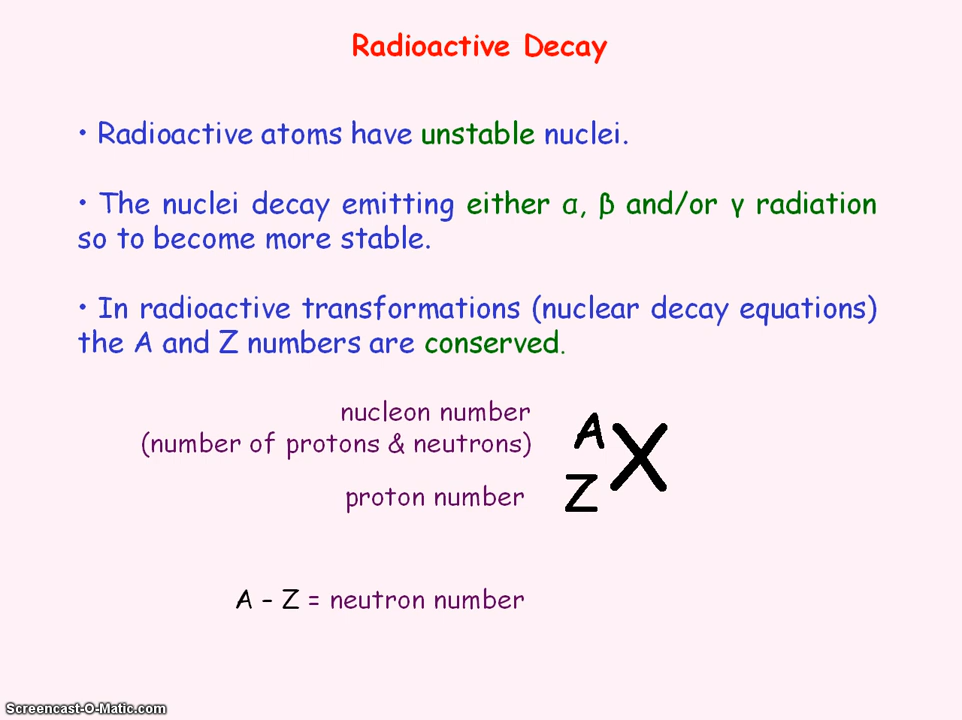 Radioactive Decay
• Radioactive atoms have unstable nuclei.
• The nuclei decay emitting either α, β and/or γ radiation
so to become more stable.
• In radioactive transformations (nuclear decay equations)
the A and Z numbers are conserved.
nucleon number
(number of protons & neutrons)
A
X
Z
proton number
A – Z = neutron number
Screencast-O-Matic.com